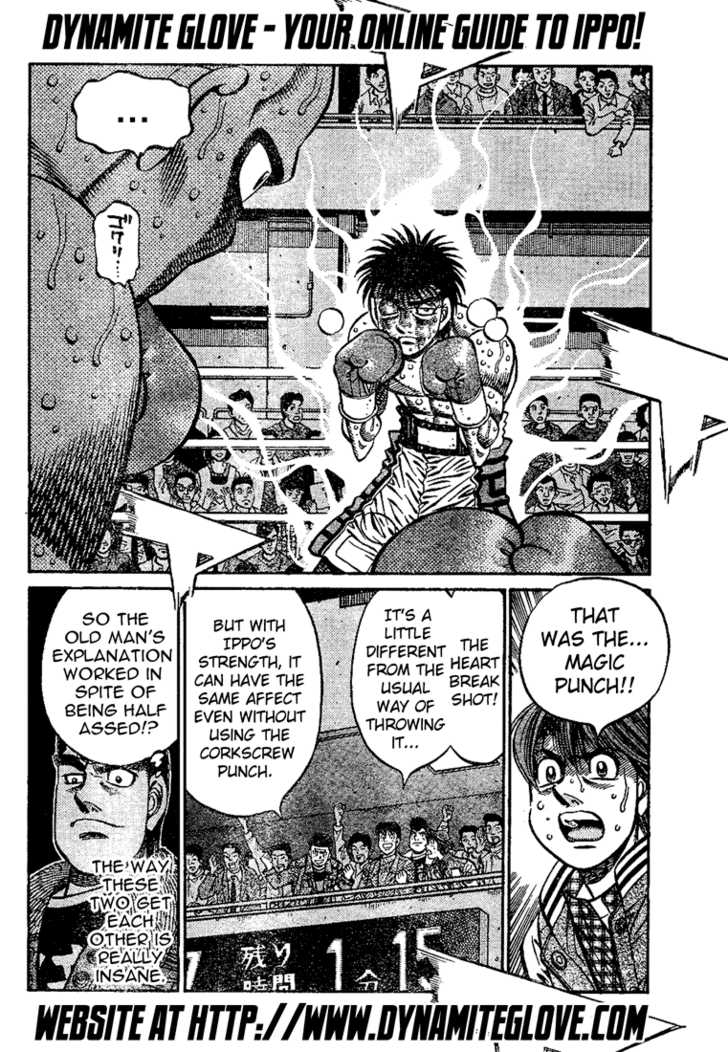 DYNAMITE GLOVE - YOUR ONLINE GUIDE TO IPPO!
...
THAT
WAS THE...
MAGIC
PUNCH!!
THE
HEART
BREAK
SHOT!
IT'S A
LITTLE
DIFFERENT
FROM THE
USUAL
WAY OF
THROWING
IT...
BUT WITH
IPPO'S
STRENGTH, IT
CAN HAVE THE
SAME AFFECT
EVEN WITHOUT
USING THE
CORKSCREW
PUNCH.
残り
時間
1分
15
SO THE
OLD MAN'S
EXPLANATION
WORKED IN
SPITE OF
BEING HALF
ASSED!?
THE WAY
THESE
TWO GET
EACH
OTHER IS
REALLY
INSANE.
WEBSITE AT HTTP://WWW.DYNAMITEGLOVE.COM